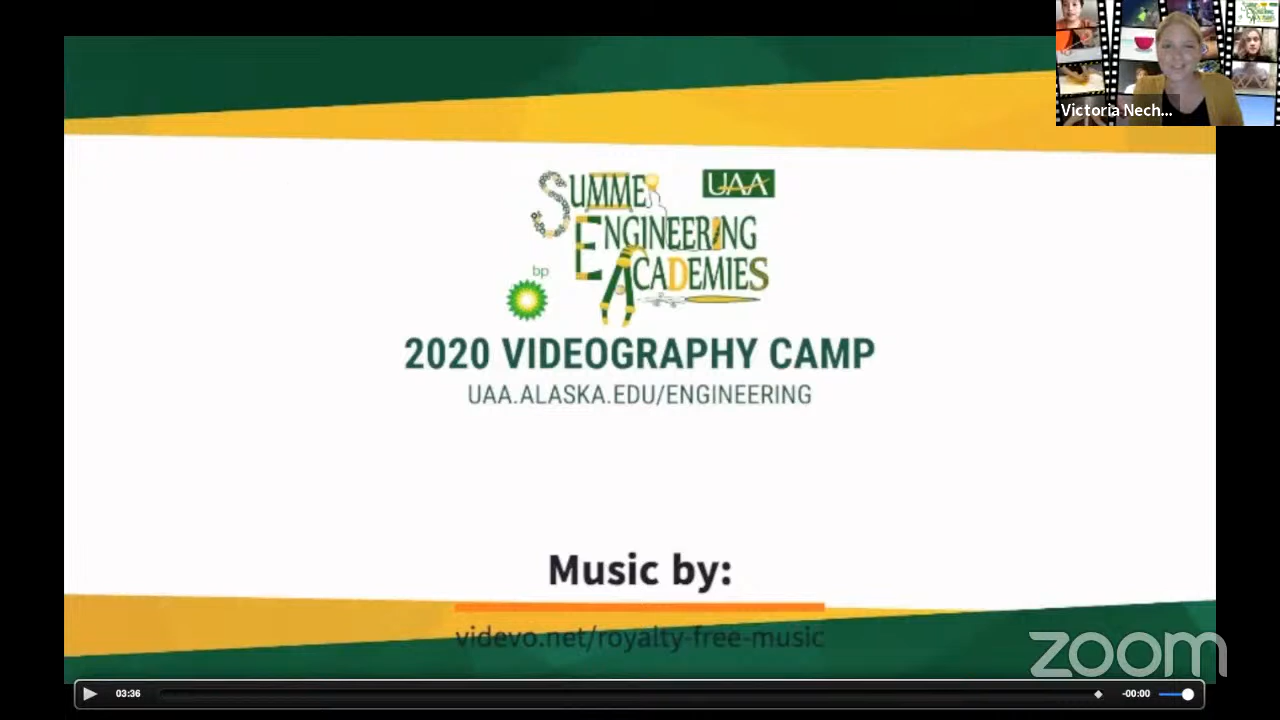 Victoria Nech...
SUMMER
UAA
ENGINEERING
ACADEMIES
bp
2020 VIDEOGRAPHY CAMP
UAA.ALASKA.EDU/ENGINEERING
Music by:
videvo.net/royalty-free-music
zoom
03:36
-00:00